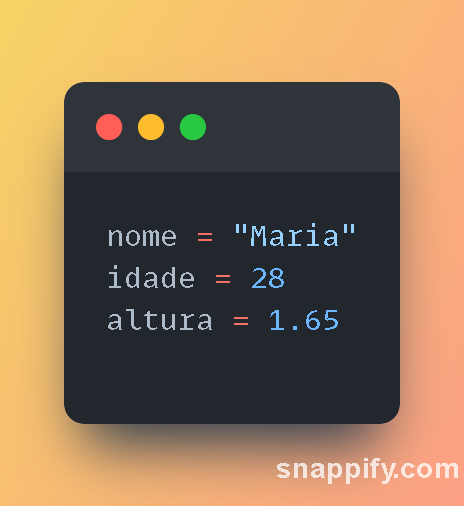 nome = "Maria"
idade = 28
altura = 1.65
snappify.com